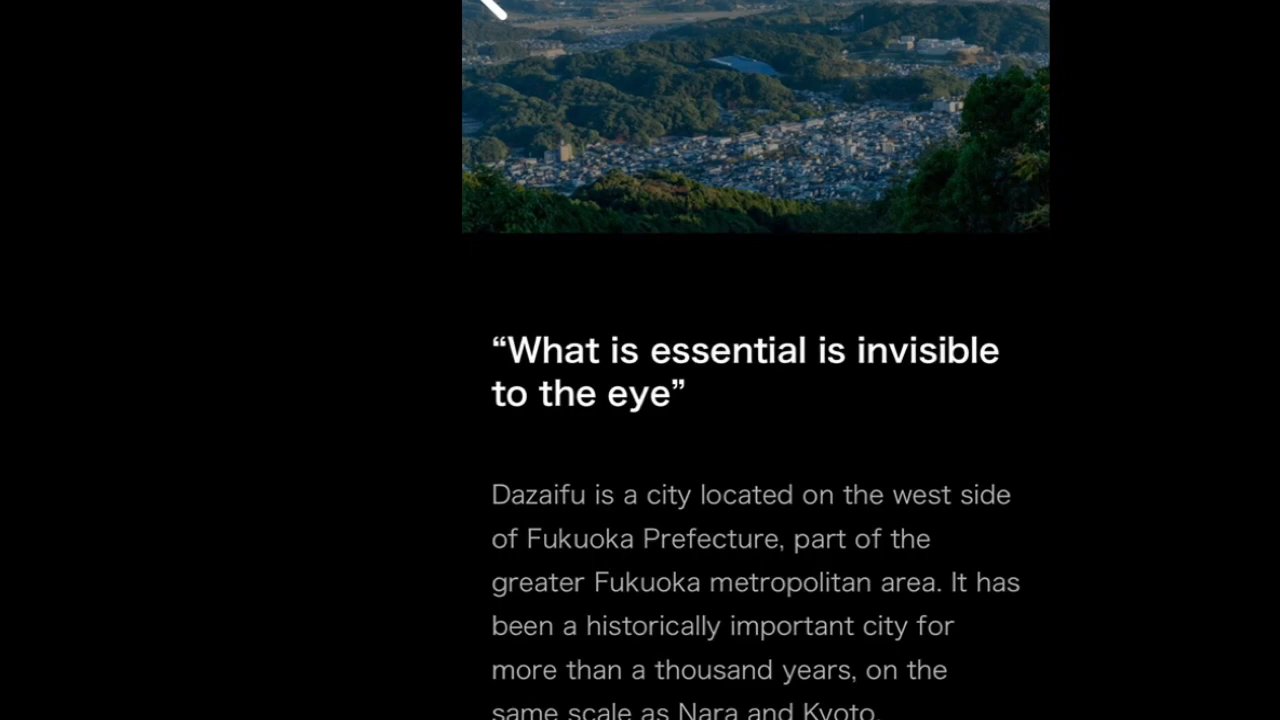 “What is essential is invisible
to the eye”
Dazaifu is a city located on the west side
of Fukuoka Prefecture, part of the
greater Fukuoka metropolitan area. It has
been a historically important city for
more than a thousand years, on the
same scale as Nara and Kyoto.